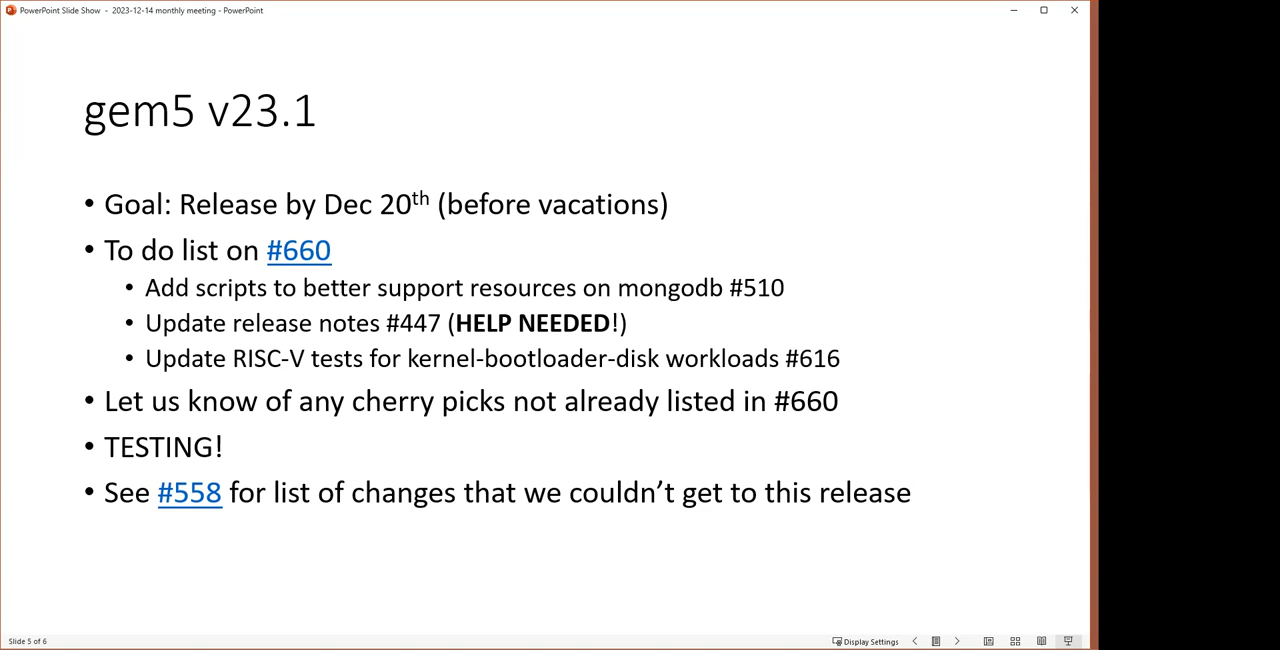 PowerPoint Slide Show - 2023-12-14 monthly meeting - PowerPoint
gem5 v23.1
• Goal: Release by Dec 20th (before vacations)
• To do list on #660
• Add scripts to better support resources on mongodb #510
• Update release notes #447 (HELP NEEDED!)
• Update RISC-V tests for kernel-bootloader-disk workloads #616
• Let us know of any cherry picks not already listed in #660
• TESTING!
• See #558 for list of changes that we couldn’t get to this release
Slide 5 of 6
Display Settings